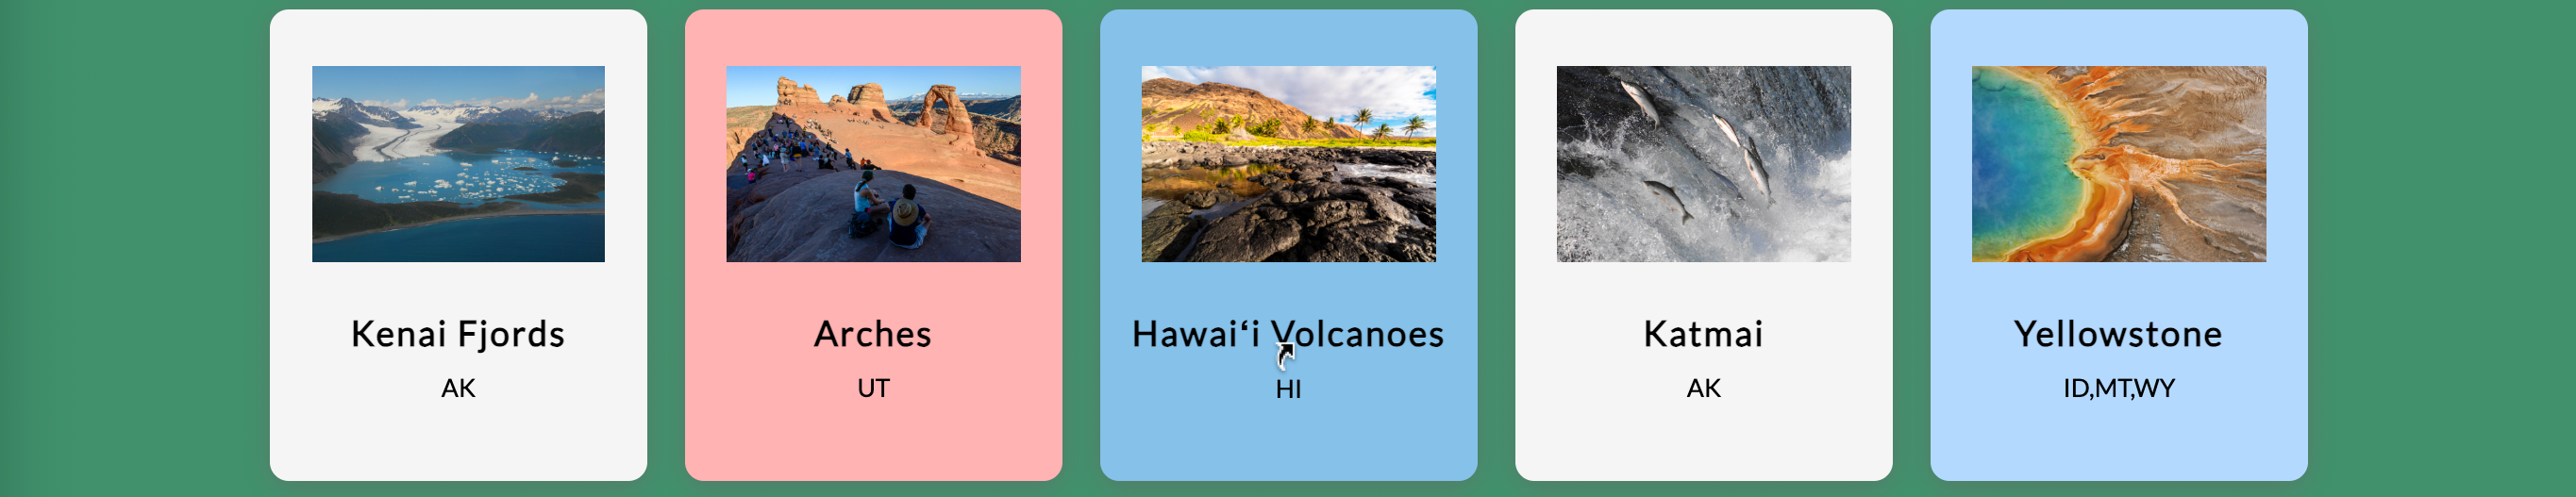 Kenai Fjords
AK
Arches
UT
Hawaiʻi Volcanoes
HI
Katmai
AK
Yellowstone
ID,MT,WY